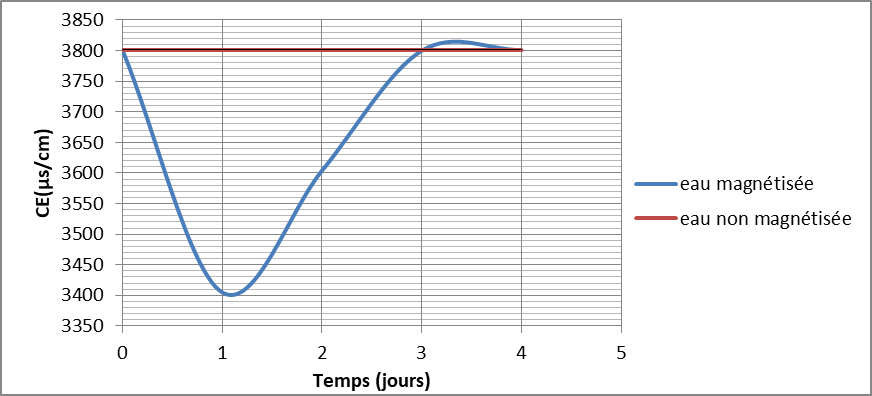 CE(µs/cm)
3850
3800
3750
3700
3650
3600
3550
3500
3450
3400
3350
0 1 2 3 4 5
Temps (jours)
eau magnétisée
eau non magnétisée